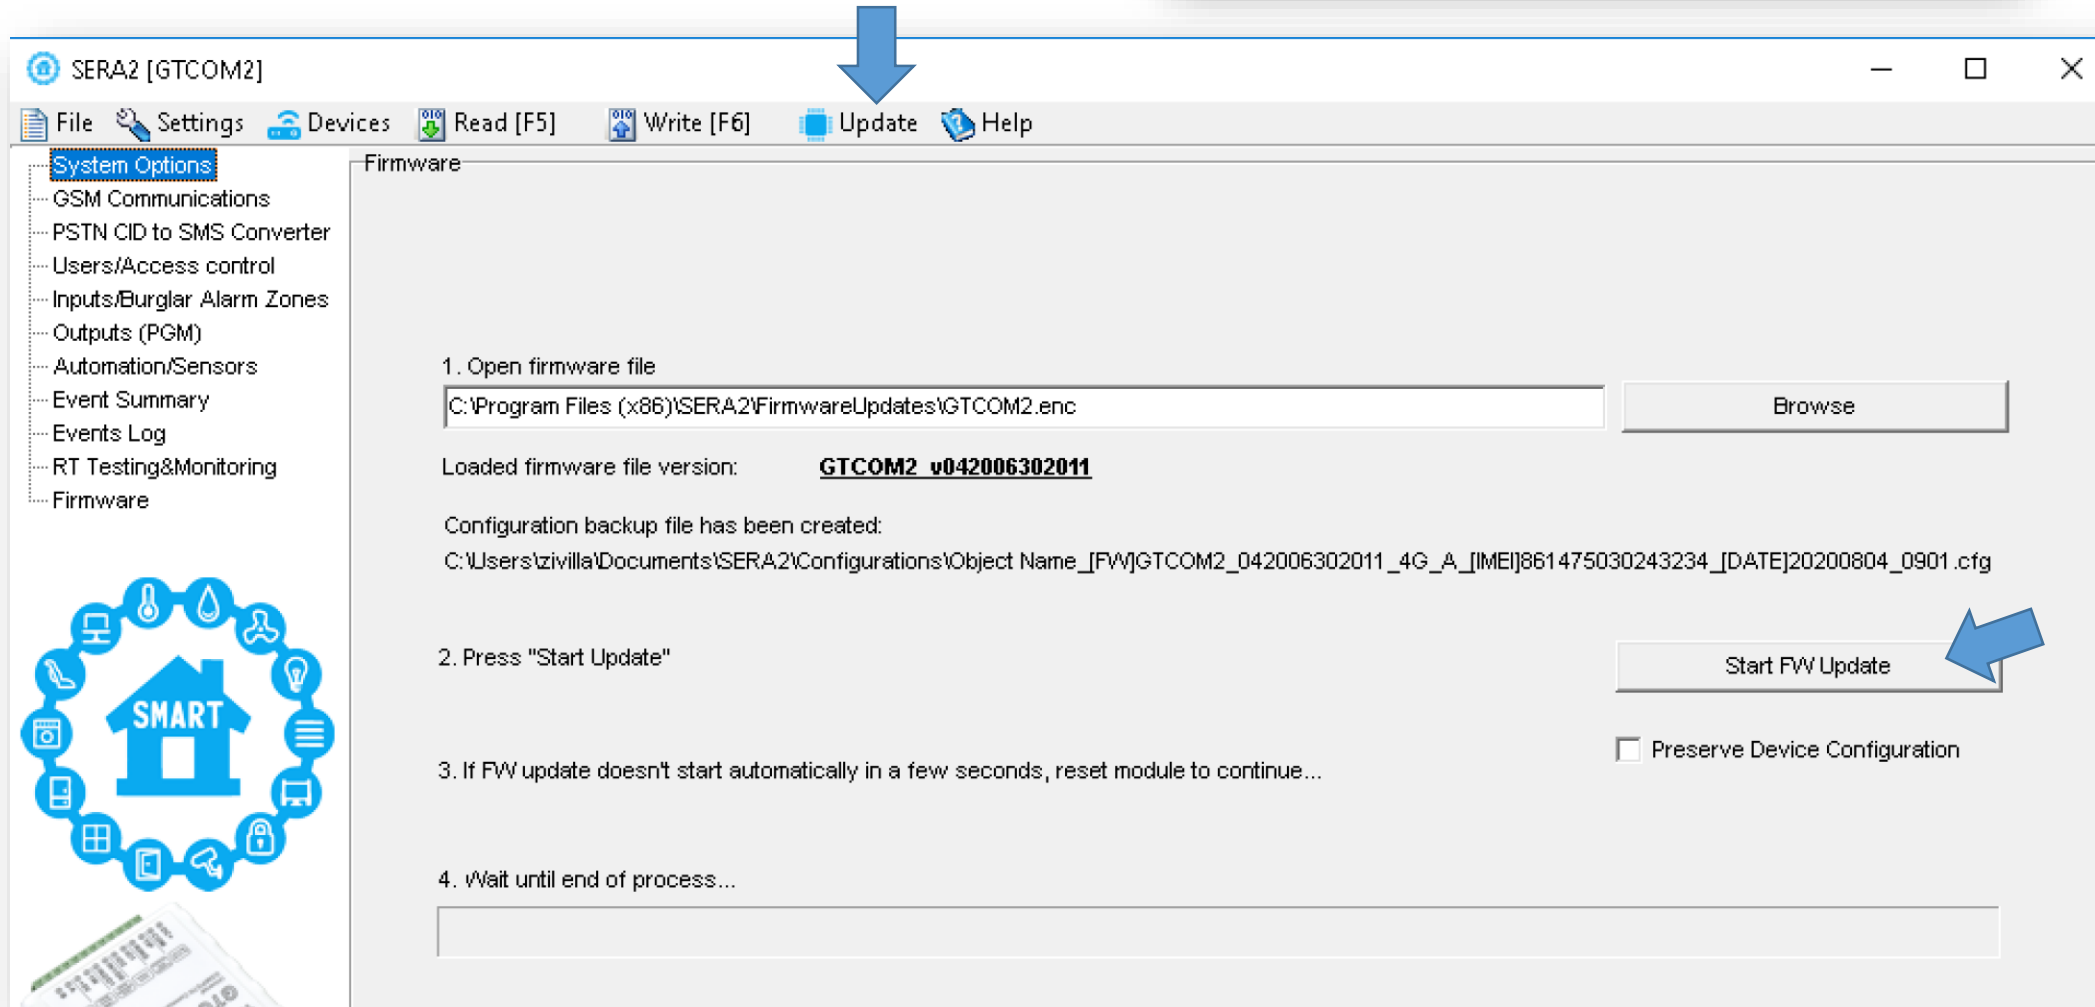 SERA2 [GTCOM2]
File Settings Devices Read [F5] Write [F6] Update Help
System Options
GSM Communications
PSTN CID to SMS Converter
Users/Access control
Inputs/Burglar Alarm Zones
Outputs (PGM)
Automation/Sensors
Event Summary
Events Log
RT Testing&Monitoring
Firmware
SMART
Firmware
1. Open firmware file
C:\Program Files (x86)\SERA2\FirmwareUpdates\GTCOM2.enc
Browse
Loaded firmware file version: GTCOM2_v042006302011
Configuration backup file has been created:
C:\Users\zivilla\Documents\SERA2\Configurations\Object Name_[FW]GTCOM2_042006302011_4G_A_[IMEI]861475030243234_[DATE]20200804_0901.cfg
2. Press "Start Update"
Start FW Update
Preserve Device Configuration
3. If FW update doesn't start automatically in a few seconds, reset module to continue...
4. Wait until end of process...